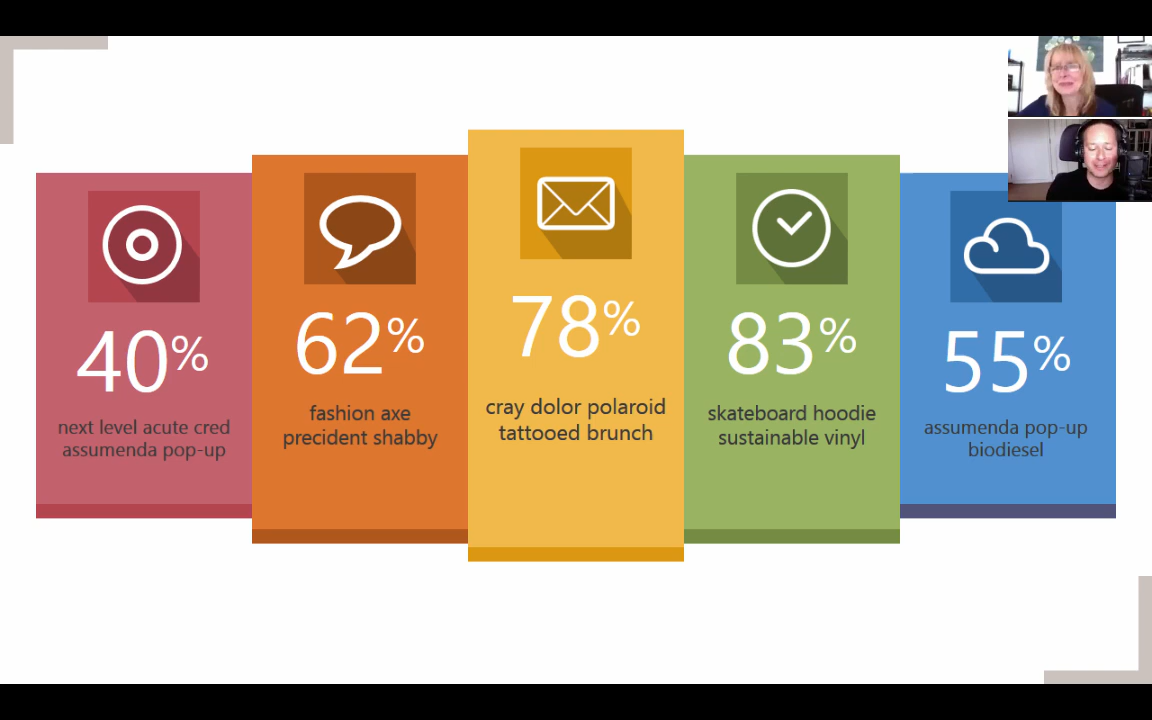 40%
next level acute cred
assumenda pop-up
62%
fashion axe
precident shabby
78%
cray dolor polaroid
tattooed brunch
83%
skateboard hoodie
sustainable vinyl
55%
assumenda pop-up
biodiesel